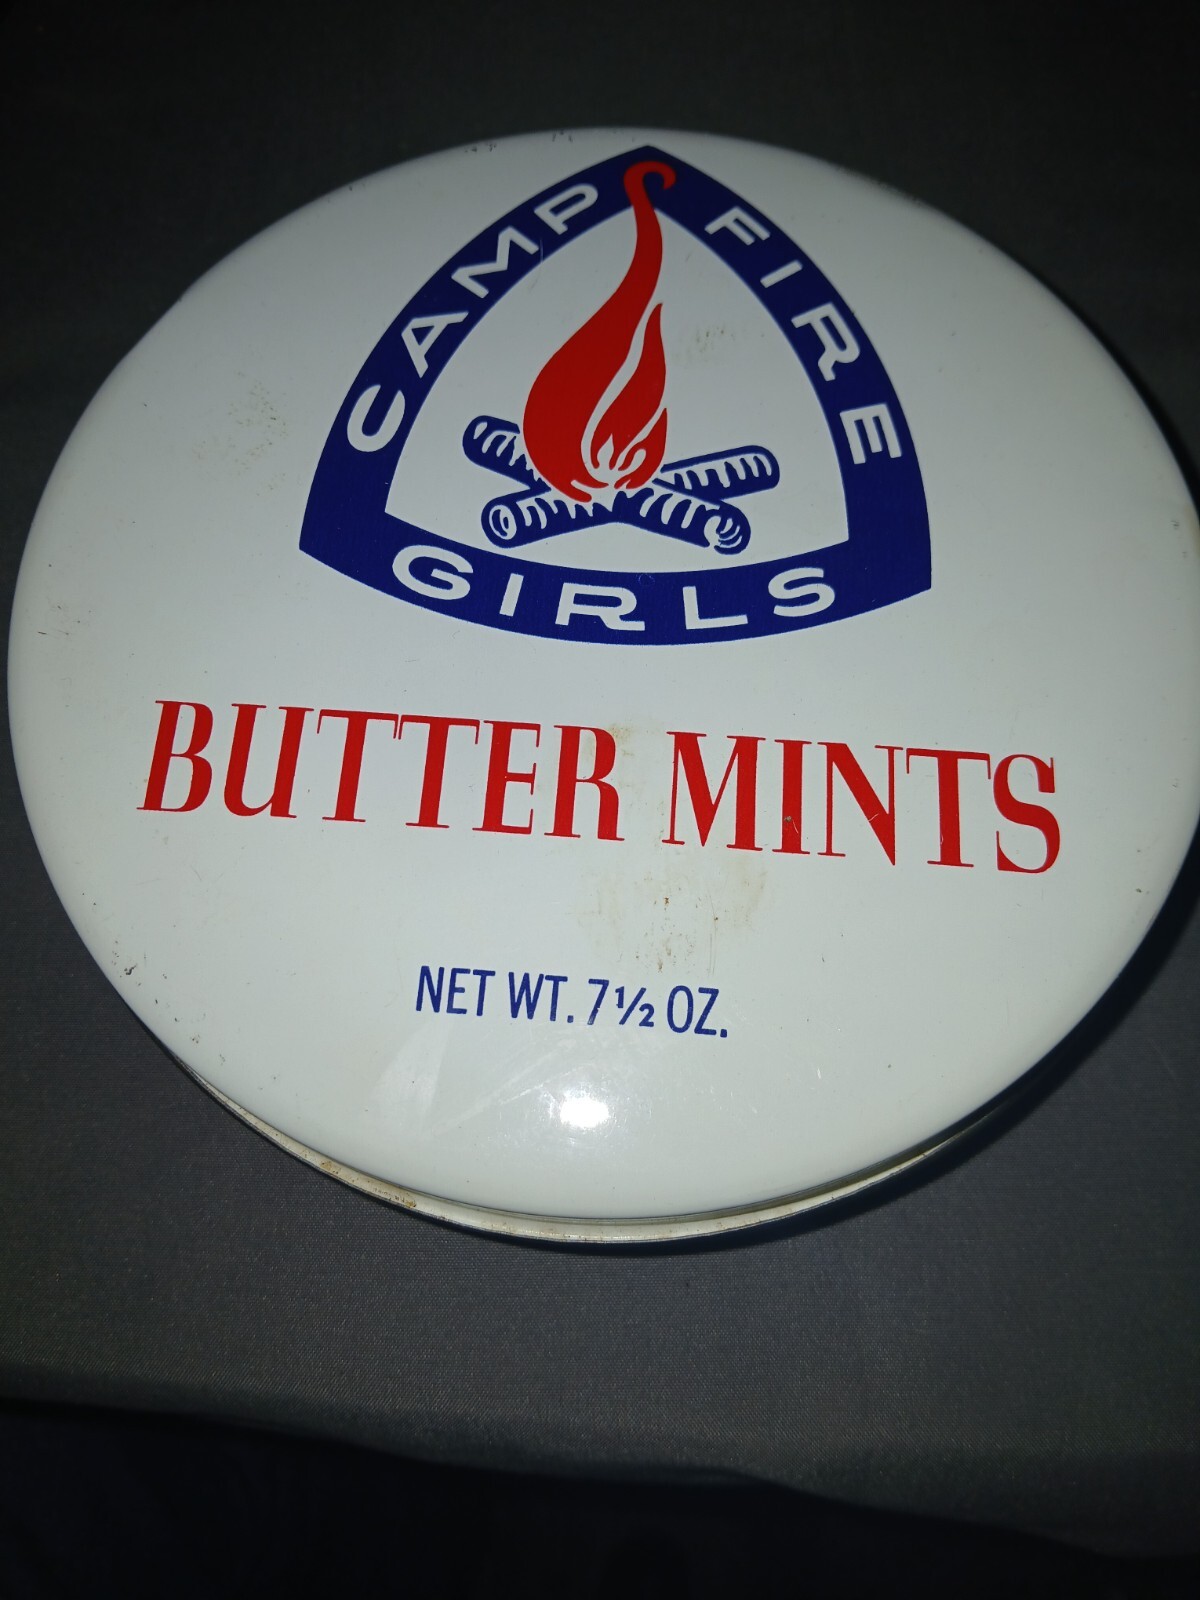 CAMP FIRE
GIRLS
BUTTER MINTS
NET WT. 7½ OZ.